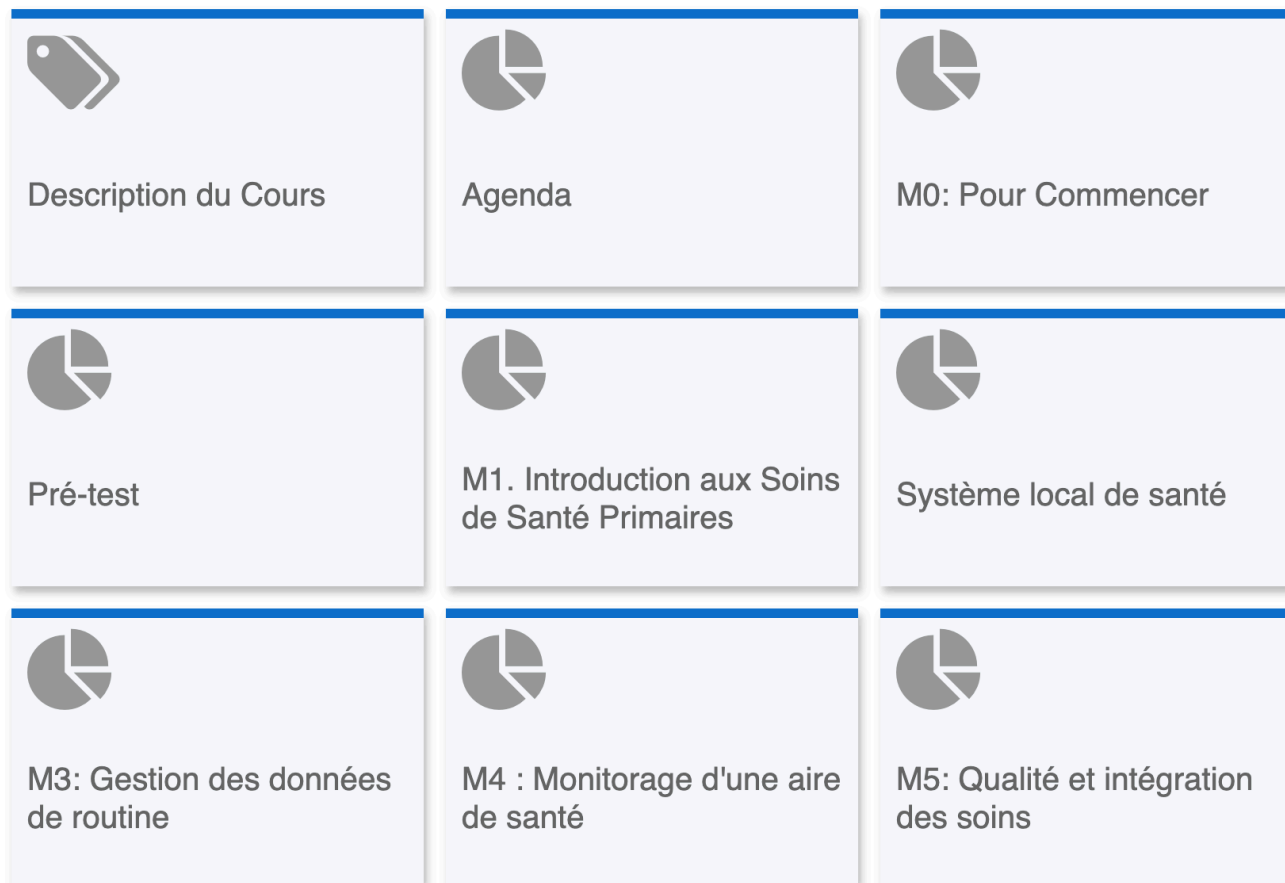 Description du Cours
Agenda
M0: Pour Commencer
Pré-test
M1. Introduction aux Soins
de Santé Primaires
Système local de santé
M3: Gestion des données
de routine
M4 : Monitorage d'une aire
de santé
M5: Qualité et intégration
des soins